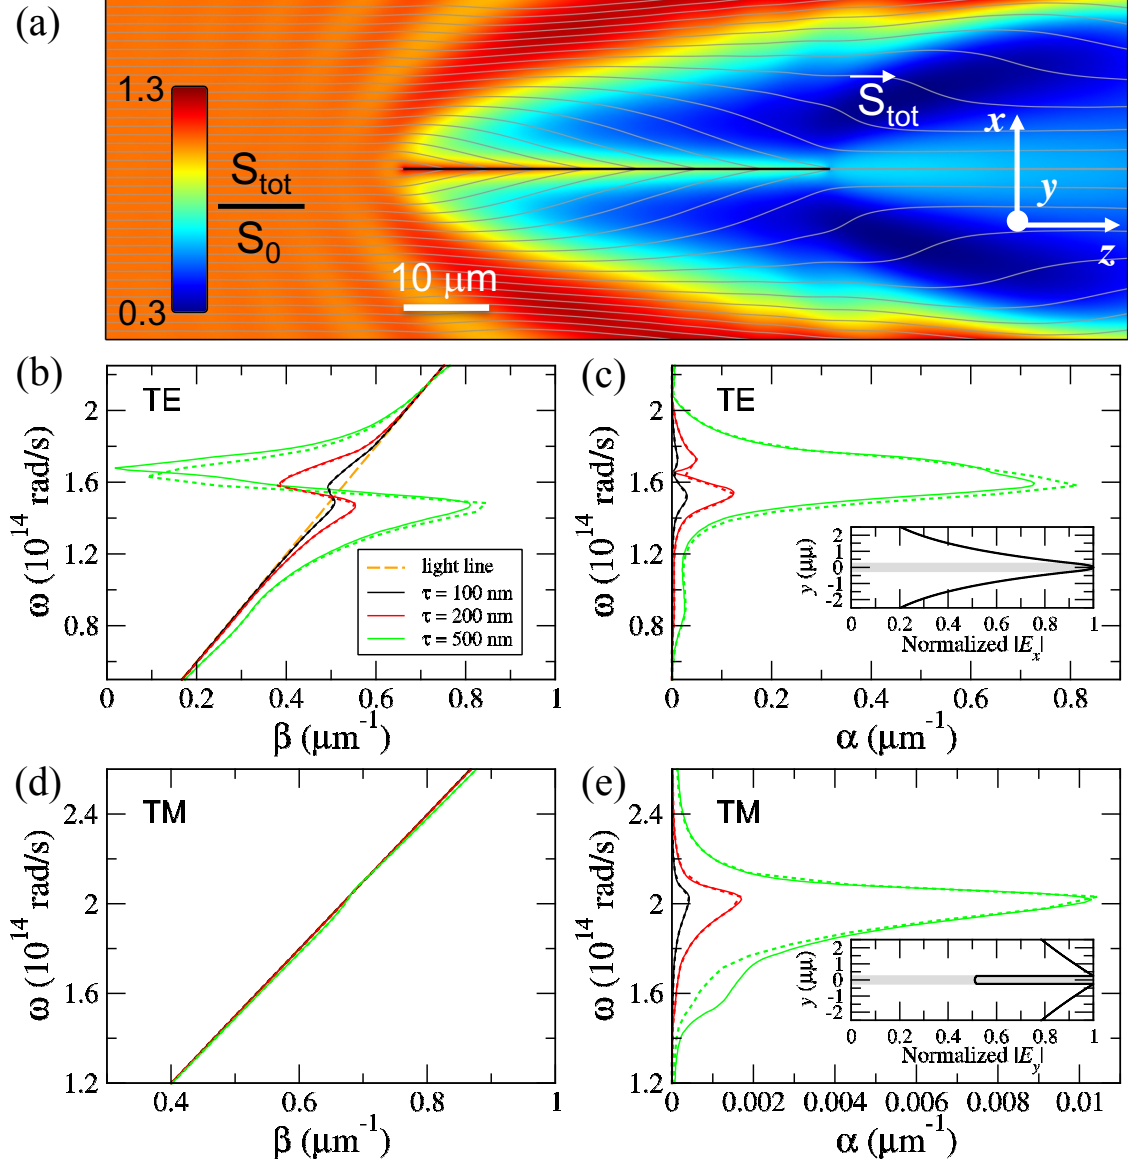 (a)
1.3
S_tot
S_0
0.3
10 μm
S_tot
x
y
z
(b)
TE
ω (10^14 rad/s)
2
1.6
1.2
0.8
light line
τ = 100 nm
τ = 200 nm
τ = 500 nm
0 0.2 0.4 0.6 0.8 1
β (μm^-1)
(c)
TE
ω (10^14 rad/s)
2
1.6
1.2
0.8
y (μμ)
2
1
0
-1
-2
0 0.2 0.4 0.6 0.8 1
Normalized |E_x|
0 0.2 0.4 0.6 0.8
α (μm^-1)
(d)
TM
ω (10^14 rad/s)
2.4
2
1.6
1.2
0.4 0.6 0.8 1
β (μm^-1)
(e)
TM
ω (10^14 rad/s)
2.4
2
1.6
1.2
y (μμ)
2
1
0
-1
-2
0 0.2 0.4 0.6 0.8 1
Normalized |E_y|
0 0.002 0.004 0.006 0.008 0.01
α (μm^-1)